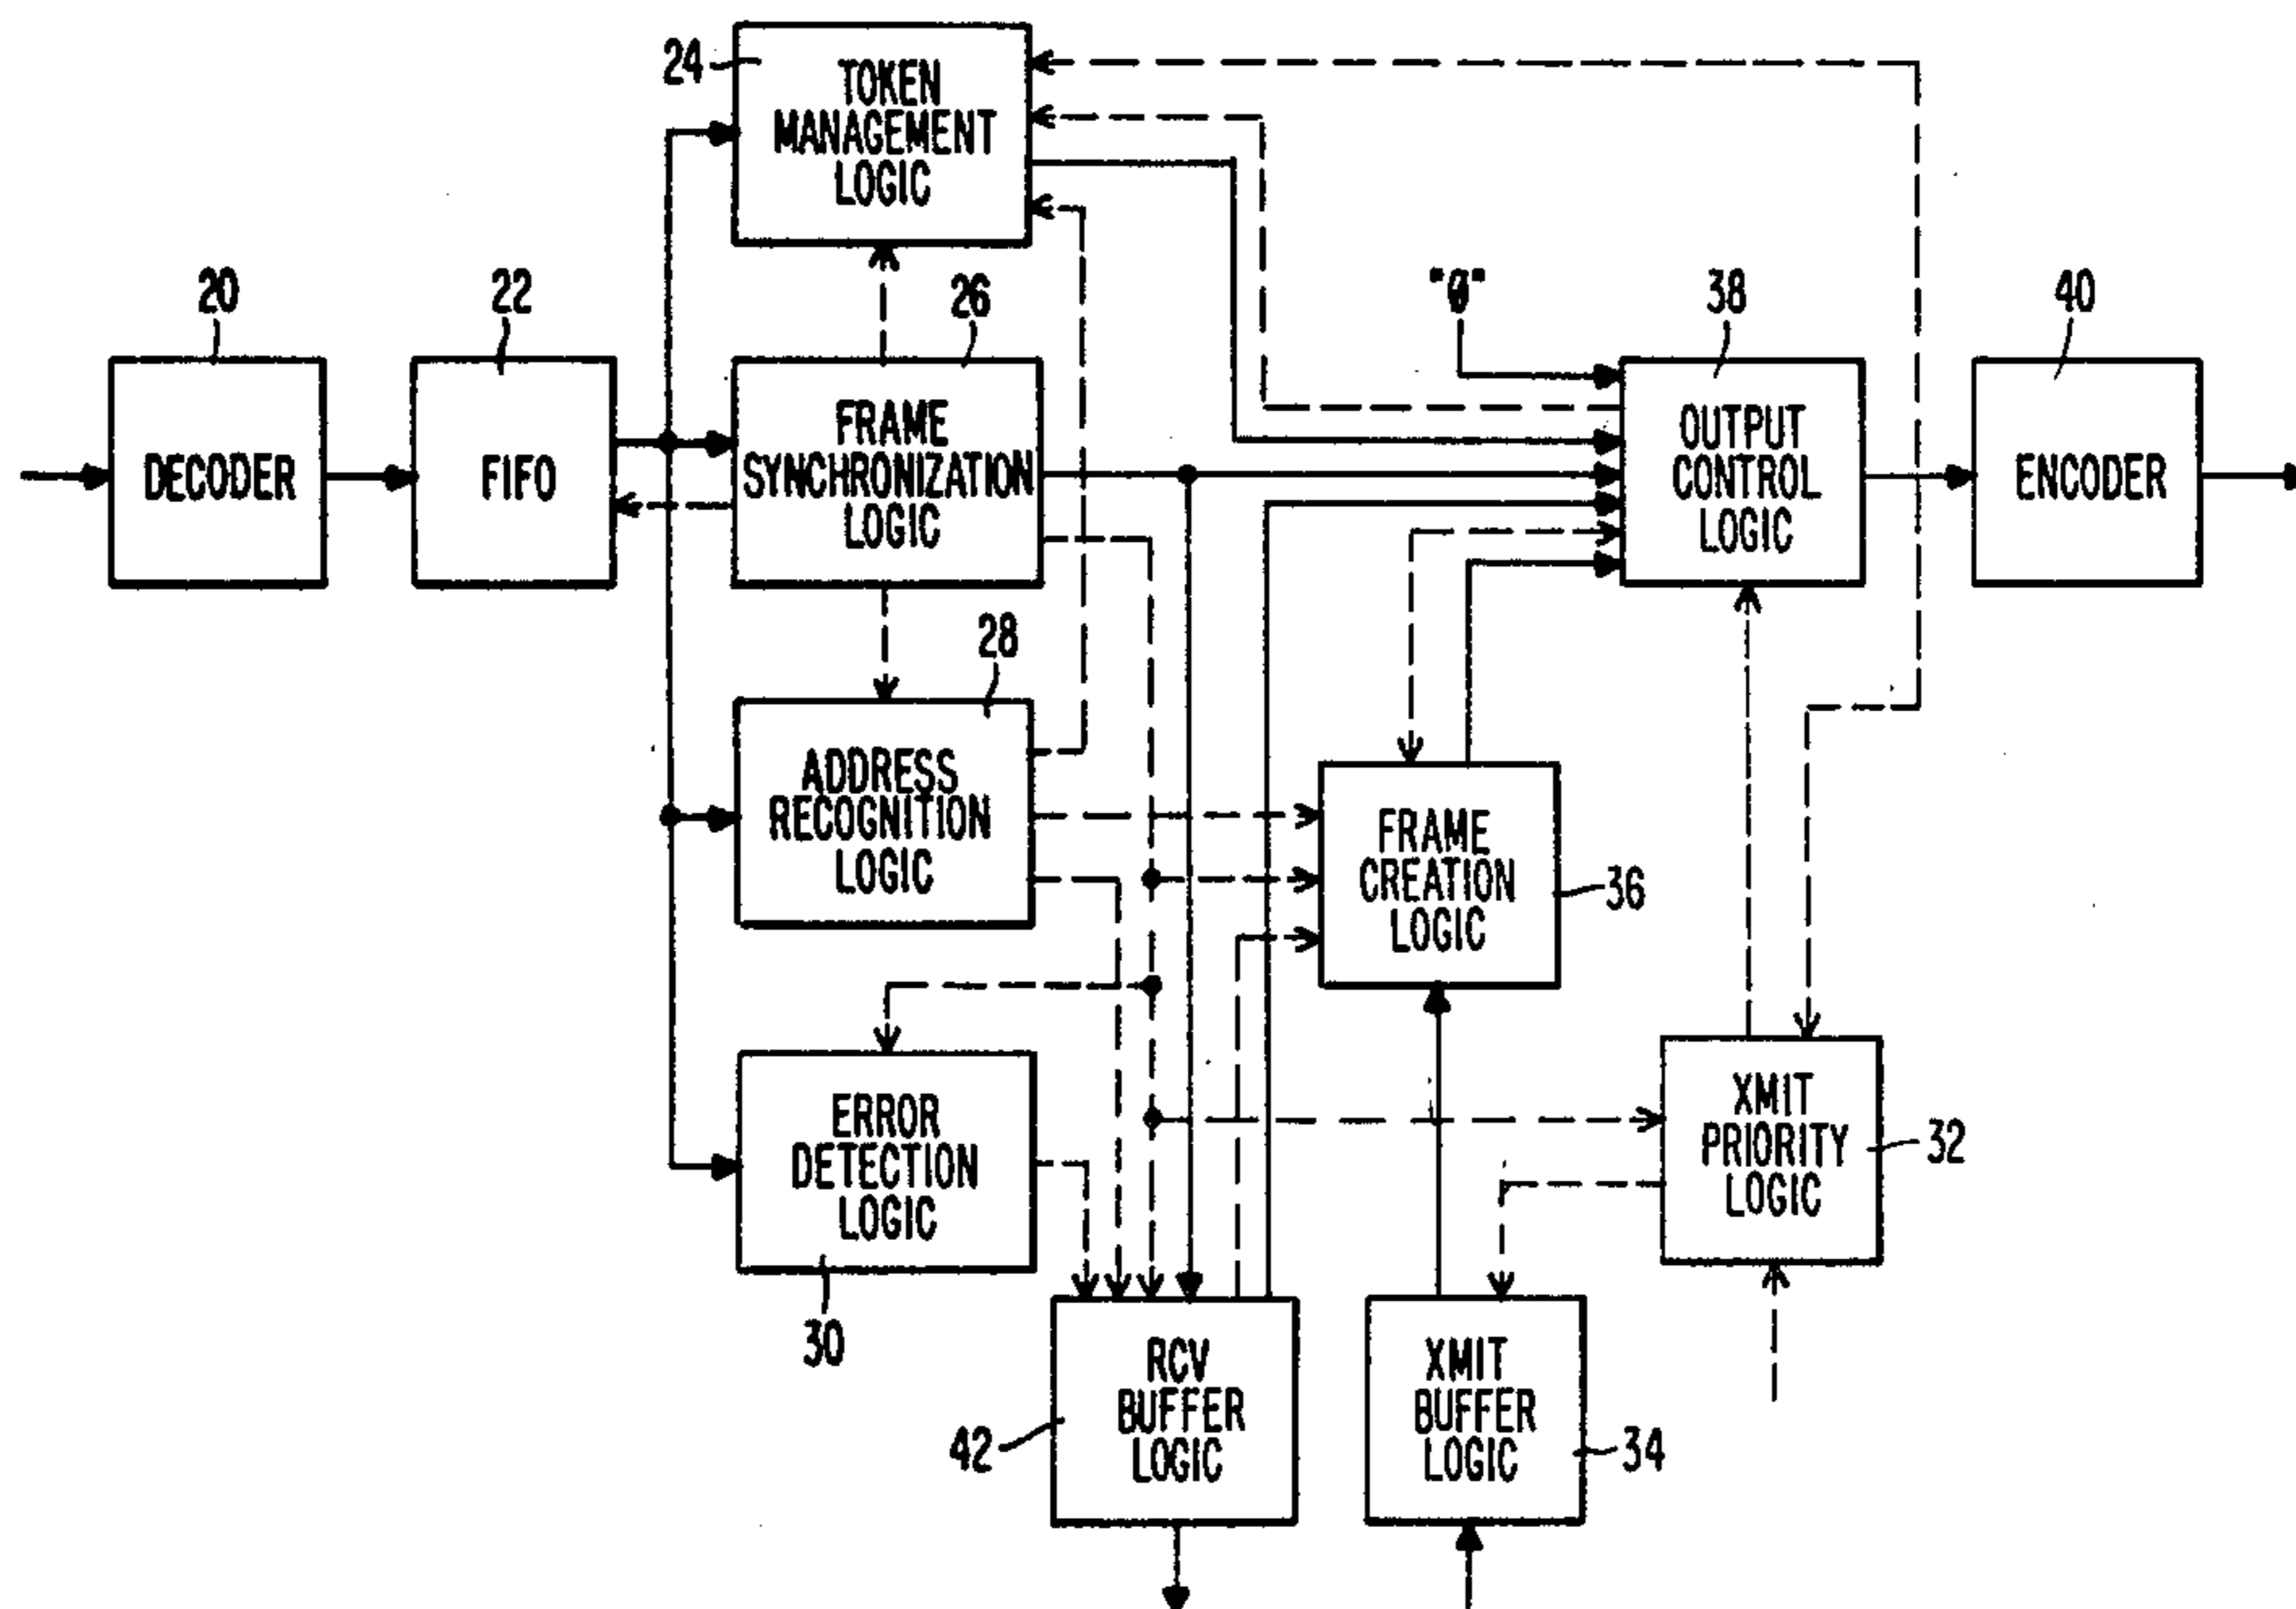 24
TOKEN
MANAGEMENT
LOGIC
20
22
26
"0"
38
40
DECODER
FIFO
FRAME
SYNCHRONIZATION
LOGIC
OUTPUT
CONTROL
LOGIC
ENCODER
28
ADDRESS
RECOGNITION
LOGIC
FRAME
CREATION
LOGIC
36
ERROR
DETECTION
LOGIC
30
XMIT
PRIORITY
LOGIC
32
RCV
BUFFER
LOGIC
42
XMIT
BUFFER
LOGIC
34